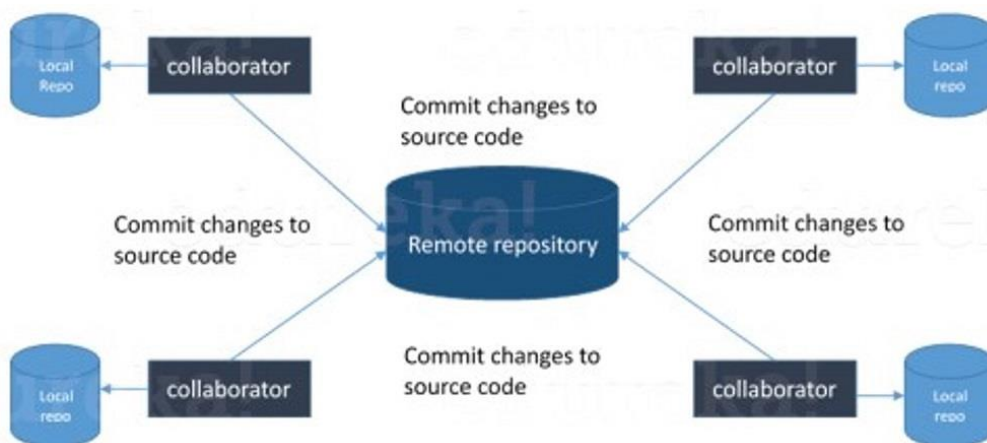 Local
Repo
collaborator
collaborator
Local
repo
Commit changes to
source code
Commit changes to
source code
Remote repository
Commit changes to
source code
Commit changes to
source code
Local
repo
collaborator
collaborator
Local
repo